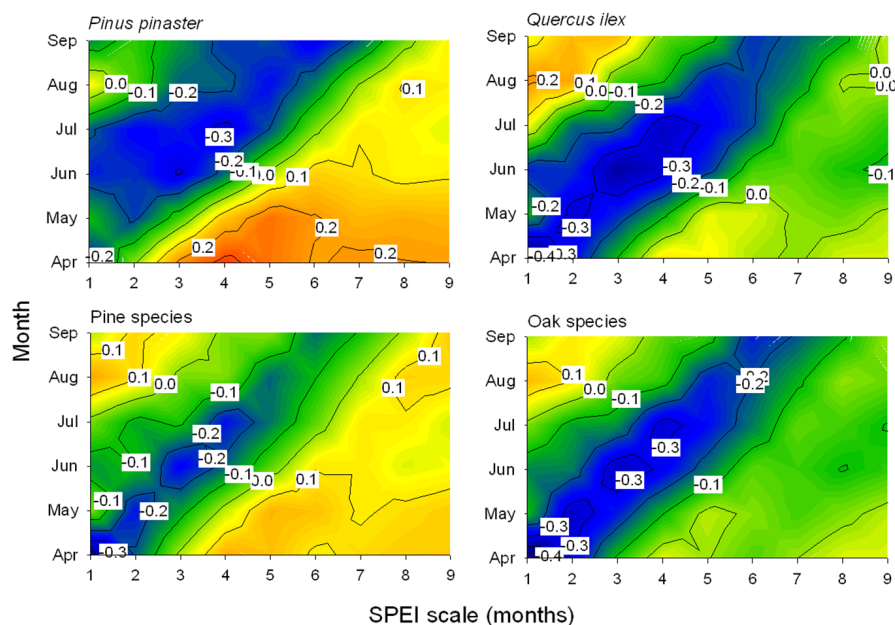 Pinus pinaster
Quercus ilex
Sep
Aug
Jul
Jun
May
Apr
0.0
-0.1
-0.2
0.1
-0.3
-0.2
-0.1
0.0
0.1
0.2
0.2
0.2
-0.2
1 2 3 4 5 6 7 8 9
Sep
Aug
Jul
Jun
May
Apr
0.2
0.1
0.0
-0.1
-0.2
0.0
0.0
-0.3
-0.2
-0.1
0.0
-0.1
-0.2
-0.3
-0.4
-0.3
1 2 3 4 5 6 7 8 9
Month
Pine species
Oak species
Sep
Aug
Jul
Jun
May
Apr
0.1
0.1
0.1
0.0
-0.1
0.1
-0.2
-0.1
-0.2
-0.1
0.0
0.1
-0.1
-0.2
-0.3
1 2 3 4 5 6 7 8 9
Sep
Aug
Jul
Jun
May
Apr
0.1
0.0
-0.1
-0.2
-0.2
-0.3
-0.3
-0.1
-0.3
-0.3
-0.4
1 2 3 4 5 6 7 8 9
SPEI scale (months)